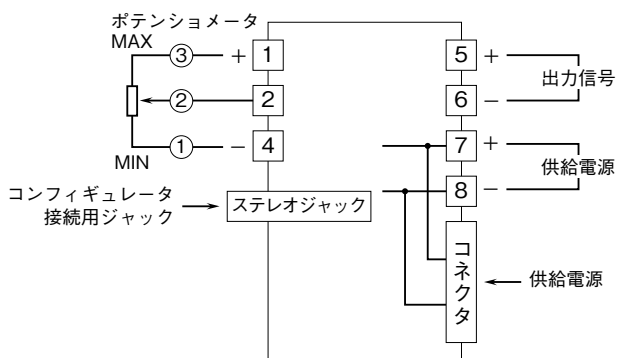 ポテンショメータ
MAX
③ + 1
② 2
① − 4
MIN
5 +
出力信号
6 −
7 +
供給電源
8 −
コンフィギュレータ
接続用ジャック
ステレオジャック
コネクタ
供給電源